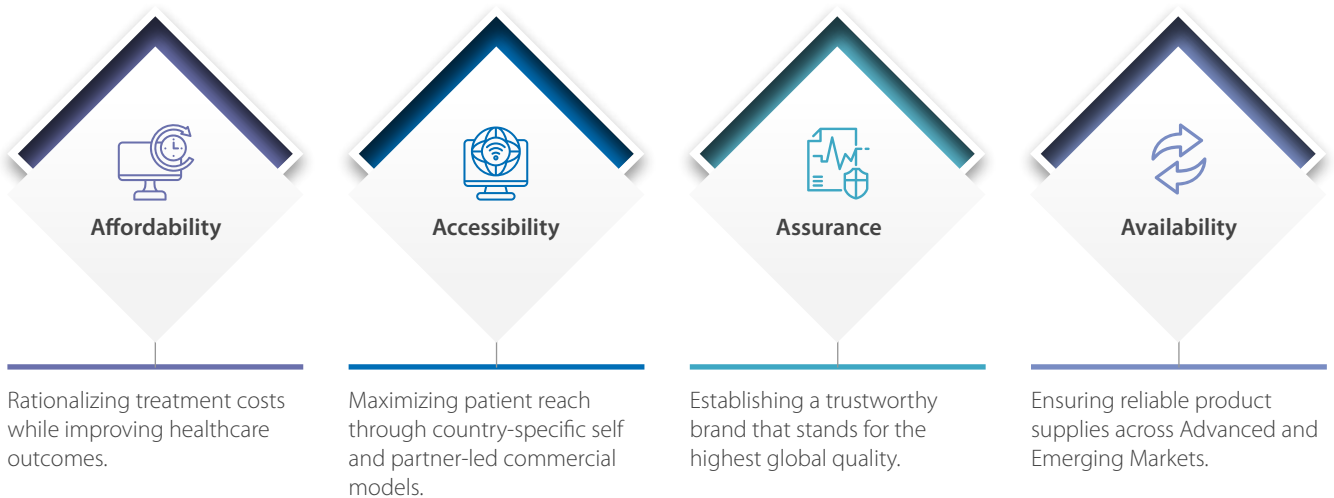 Affordability
Rationalizing treatment costs
while improving healthcare
outcomes.
Accessibility
Maximizing patient reach
through country-specific self
and partner-led commercial
models.
Assurance
Establishing a trustworthy
brand that stands for the
highest global quality.
Availability
Ensuring reliable product
supplies across Advanced and
Emerging Markets.